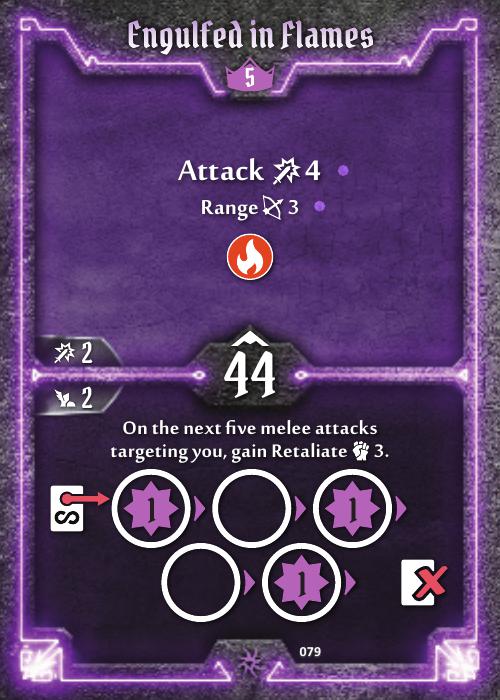 Engulfed in Flames
5
Attack 4
Range 3
2
44
2
On the next five melee attacks
targeting you, gain Retaliate 3.
1 1
1
079